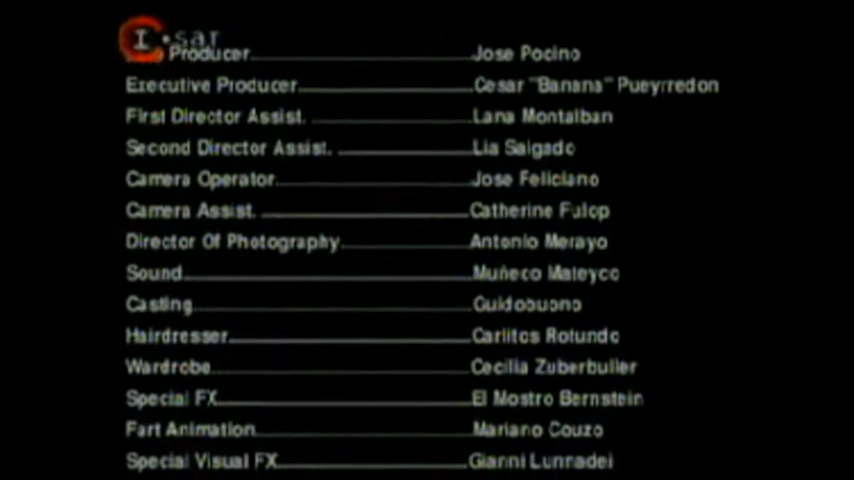 I•sat
Producer Jose Pocino
Executive Producer Cesar "Banana" Pueyrredon
First Director Assist. Lana Montalban
Second Director Assist. Lia Salgado
Camera Operator Jose Feliciano
Camera Assist. Catherine Fulop
Director Of Photography Antonio Merayo
Sound Muñeco Mateyco
Casting Guidobuono
Hairdresser Carlitos Rotundo
Wardrobe Cecilia Zuberbuller
Special FX El Mostro Bernstein
Fart Animation Mariano Couzo
Special Visual FX Gianni Lunnadei